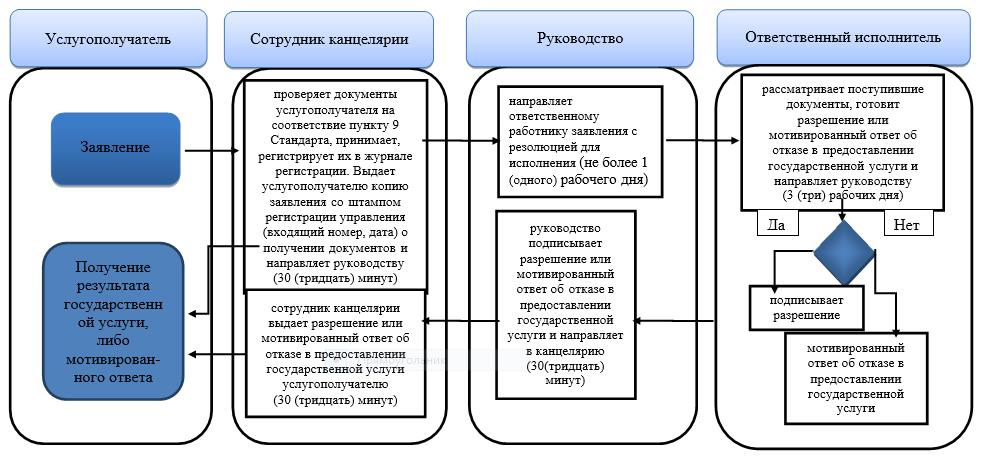 Услугополучатель
Сотрудник канцелярии
Руководство
Ответственный исполнитель
Заявление
Получение
результата
государственн
ой услуги,
либо
мотивирован-
ного ответа
проверяет документы
услугополучателя на
соответствие пункту 9
Стандарта, принимает,
регистрирует их в журнале
регистрации. Выдает
услугополучателю копию
заявления со штампом
регистрации управления
(входящий номер, дата) о
получении документов и
направляет руководству
(30 (тридцать) минут)
сотрудник канцелярии
выдает разрешение или
мотивированный ответ об
отказе в предоставлении
государственной услуги
услугополучателю
(30 (тридцать) минут)
направляет
ответственному
работнику заявления с
резолюцией для
исполнения (не более 1
(одного) рабочего дня)
руководство
подписывает
разрешение или
мотивированный
ответ об отказе в
предоставлении
государственной
услуги и направляет
в канцелярию
(30(тридцать)
минут)
рассматривает поступившие
документы, готовит
разрешение или
мотивированный ответ об
отказе в предоставлении
государственной услуги и
направляет руководству
(3 (три) рабочих дня)
Да
Нет
подписывает
разрешение
мотивированный
ответ об отказе в
предоставлении
государственной
услуги